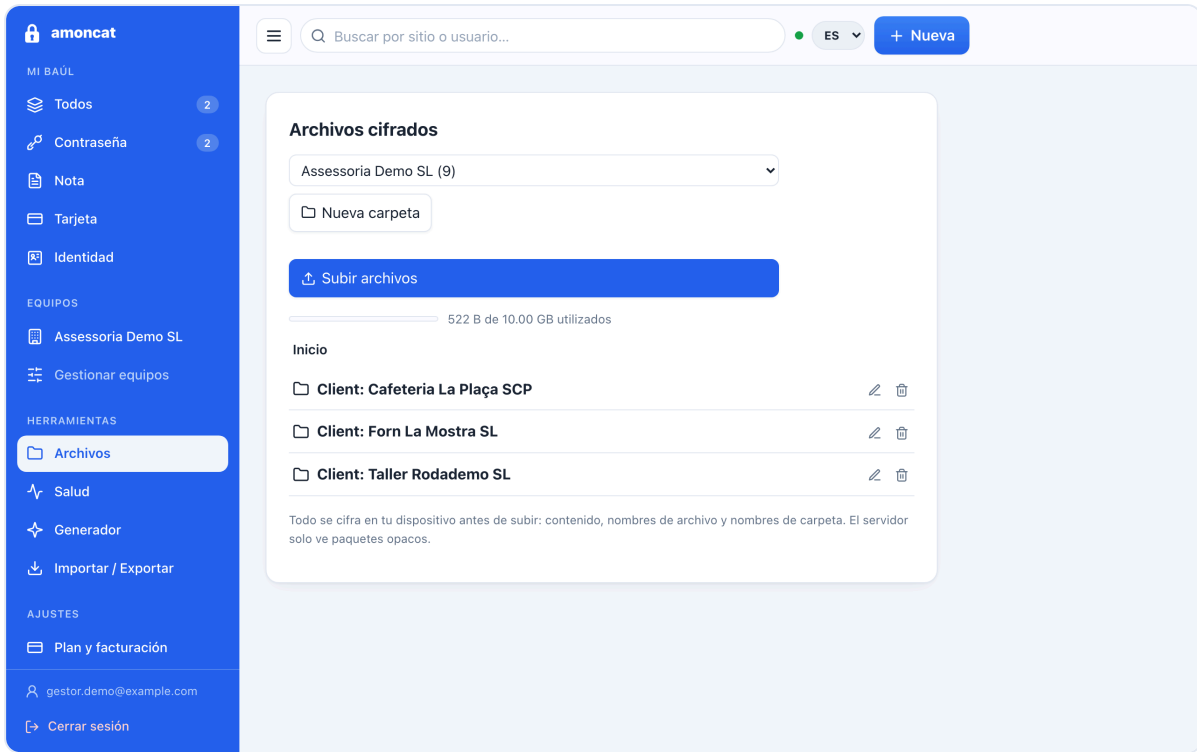 amoncat
MI BAÚL
Todos 2
Contraseña 2
Nota
Tarjeta
Identidad
EQUIPOS
Assessoria Demo SL
Gestionar equipos
HERRAMIENTAS
Archivos
Salud
Generador
Importar / Exportar
AJUSTES
Plan y facturación
gestor.demo@example.com
Cerrar sesión
Buscar por sitio o usuario...
ES
Nueva
Archivos cifrados
Assessoria Demo SL (9)
Nueva carpeta
Subir archivos
522 B de 10.00 GB utilizados
Inicio
Client: Cafeteria La Plaça SCP
Client: Forn La Mostra SL
Client: Taller Rodademo SL
Todo se cifra en tu dispositivo antes de subir: contenido, nombres de archivo y nombres de carpeta. El servidor
solo ve paquetes opacos.